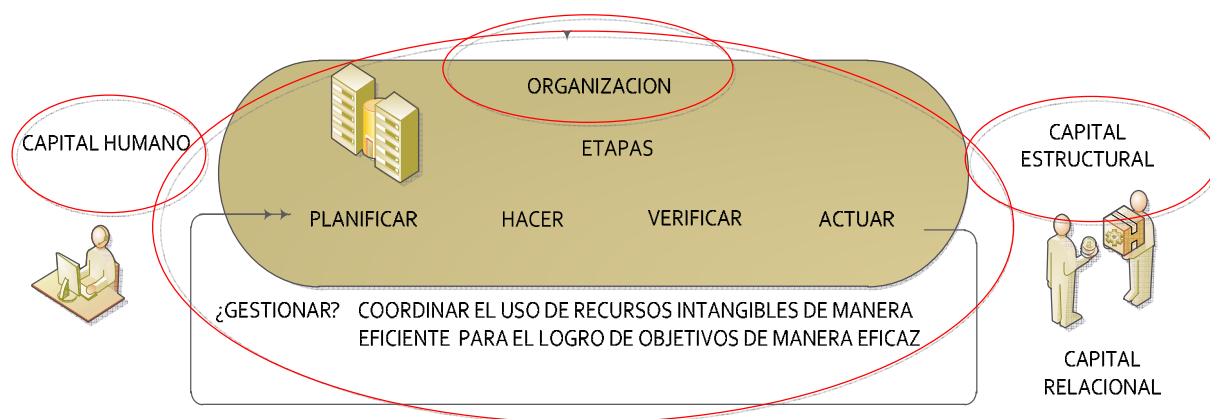 ORGANIZACION
CAPITAL HUMANO
CAPITAL
ESTRUCTURAL
ETAPAS
PLANIFICAR HACER VERIFICAR ACTUAR
¿GESTIONAR? COORDINAR EL USO DE RECURSOS INTANGIBLES DE MANERA
EFICIENTE PARA EL LOGRO DE OBJETIVOS DE MANERA EFICAZ
CAPITAL
RELACIONAL